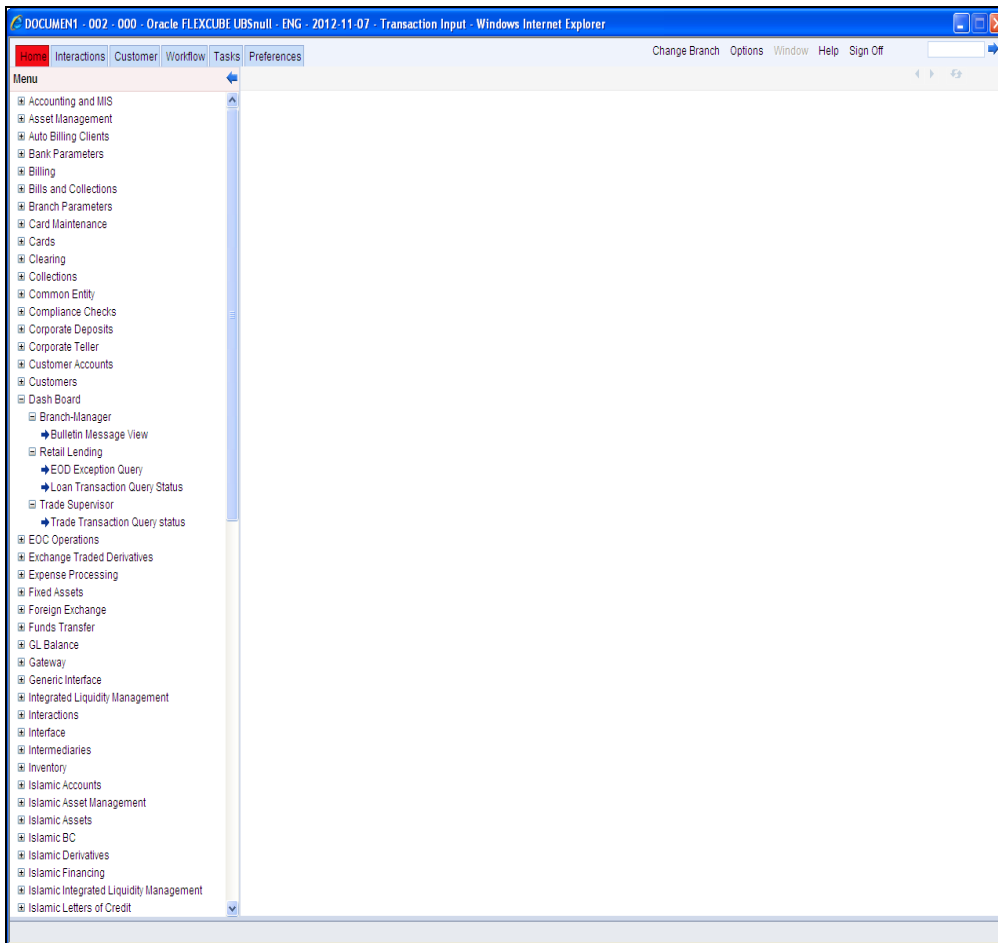 DOCUMEN1 - 002 - 000 - Oracle FLEXCUBE UBSnull - ENG - 2012-11-07 - Transaction Input - Windows Internet Explorer
Home Interactions Customer Workflow Tasks Preferences Change Branch Options Window Help Sign Off
Menu
Accounting and MIS
Asset Management
Auto Billing Clients
Bank Parameters
Billing
Bills and Collections
Branch Parameters
Card Maintenance
Cards
Clearing
Collections
Common Entity
Compliance Checks
Corporate Deposits
Corporate Teller
Customer Accounts
Customers
Dash Board
Branch-Manager
Bulletin Message View
Retail Lending
EOD Exception Query
Loan Transaction Query Status
Trade Supervisor
Trade Transaction Query status
EOC Operations
Exchange Traded Derivatives
Expense Processing
Fixed Assets
Foreign Exchange
Funds Transfer
GL Balance
Gateway
Generic Interface
Integrated Liquidity Management
Interactions
Interface
Intermediaries
Inventory
Islamic Accounts
Islamic Asset Management
Islamic Assets
Islamic BC
Islamic Derivatives
Islamic Financing
Islamic Integrated Liquidity Management
Islamic Letters of Credit